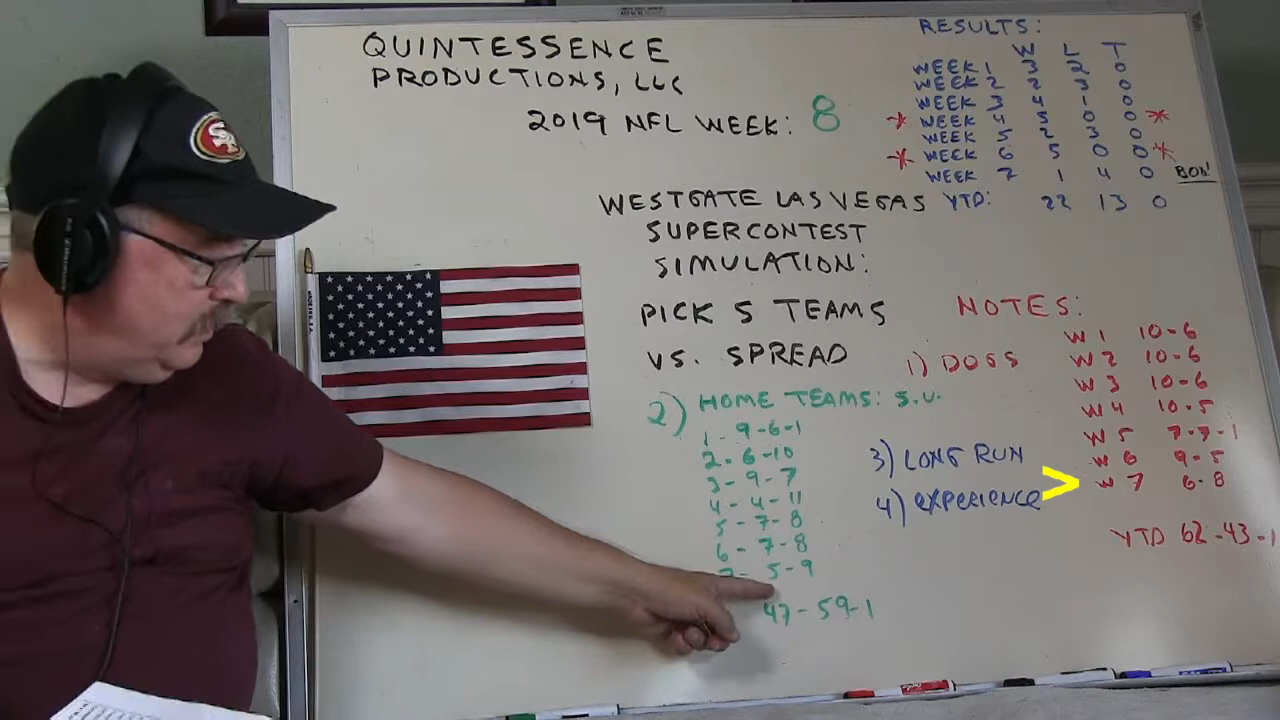 QUINTESSENCE
PRODUCTIONS, LLC
2019 NFL WEEK: 8
RESULTS:
W L T
WEEK 1 3 2 0
WEEK 2 2 3 0
WEEK 3 4 1 0
* WEEK 4 5 0 0 *
WEEK 5 2 3 0
* WEEK 6 5 0 0 *
WEEK 7 1 4 0 BOO!
YTD: 22 13 0
WESTGATE LAS VEGAS
SUPERCONTEST
SIMULATION:
PICK 5 TEAMS
VS. SPREAD
NOTES:
1) DOGS
W 1 10-6
W 2 10-6
W 3 10-6
W 4 10-5
W 5 7-7-1
W 6 9-5
> W 7 6-8
YTD 62-43-1
2) HOME TEAMS: S.U.
1- 9-6-1
2- 6-10
3- 9-7
4- 4-11
5- 7-8
6- 7-8
7- 5-9
47-59-1
3) LONG RUN
4) EXPERIENCE
49ers
SF